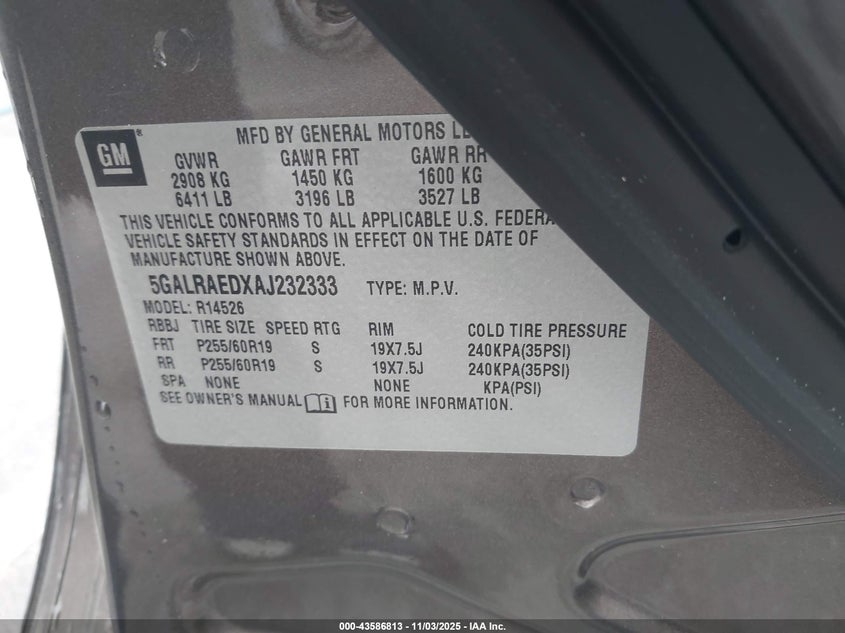 GM ®
MFD BY GENERAL MOTORS
GVWR GAWR FRT GAWR RR
2908 KG 1450 KG 1600 KG
6411 LB 3196 LB 3527 LB
THIS VEHICLE CONFORMS TO ALL APPLICABLE U.S. FEDERA
VEHICLE SAFETY STANDARDS IN EFFECT ON THE DATE OF
MANUFACTURE SHOWN ABOVE.
5GALRAEDXAJ232333 TYPE: M.P.V.
MODEL: R14526
RBBJ TIRE SIZE SPEED RTG RIM COLD TIRE PRESSURE
FRT P255/60R19 S 19X7.5J 240KPA(35PSI)
RR P255/60R19 S 19X7.5J 240KPA(35PSI)
SPA NONE NONE KPA(PSI)
SEE OWNER'S MANUAL i FOR MORE INFORMATION.
000-43586813 - 11/03/2025 - IAA Inc.